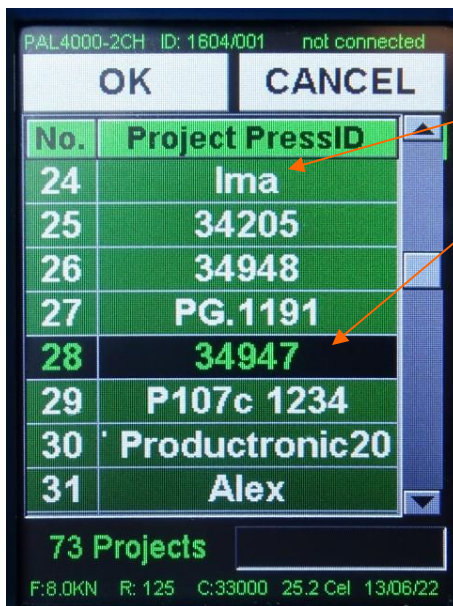 PAL4000-2CH ID: 1604/001 not connected
OK CANCEL
No. Project PressID
24 Ima
25 34205
26 34948
27 PG.1191
28 34947
29 P107c 1234
30 ' Productronic20
31 Alex
73 Projects
F:8.0KN R: 125 C:33000 25.2 Cel 13/06/22